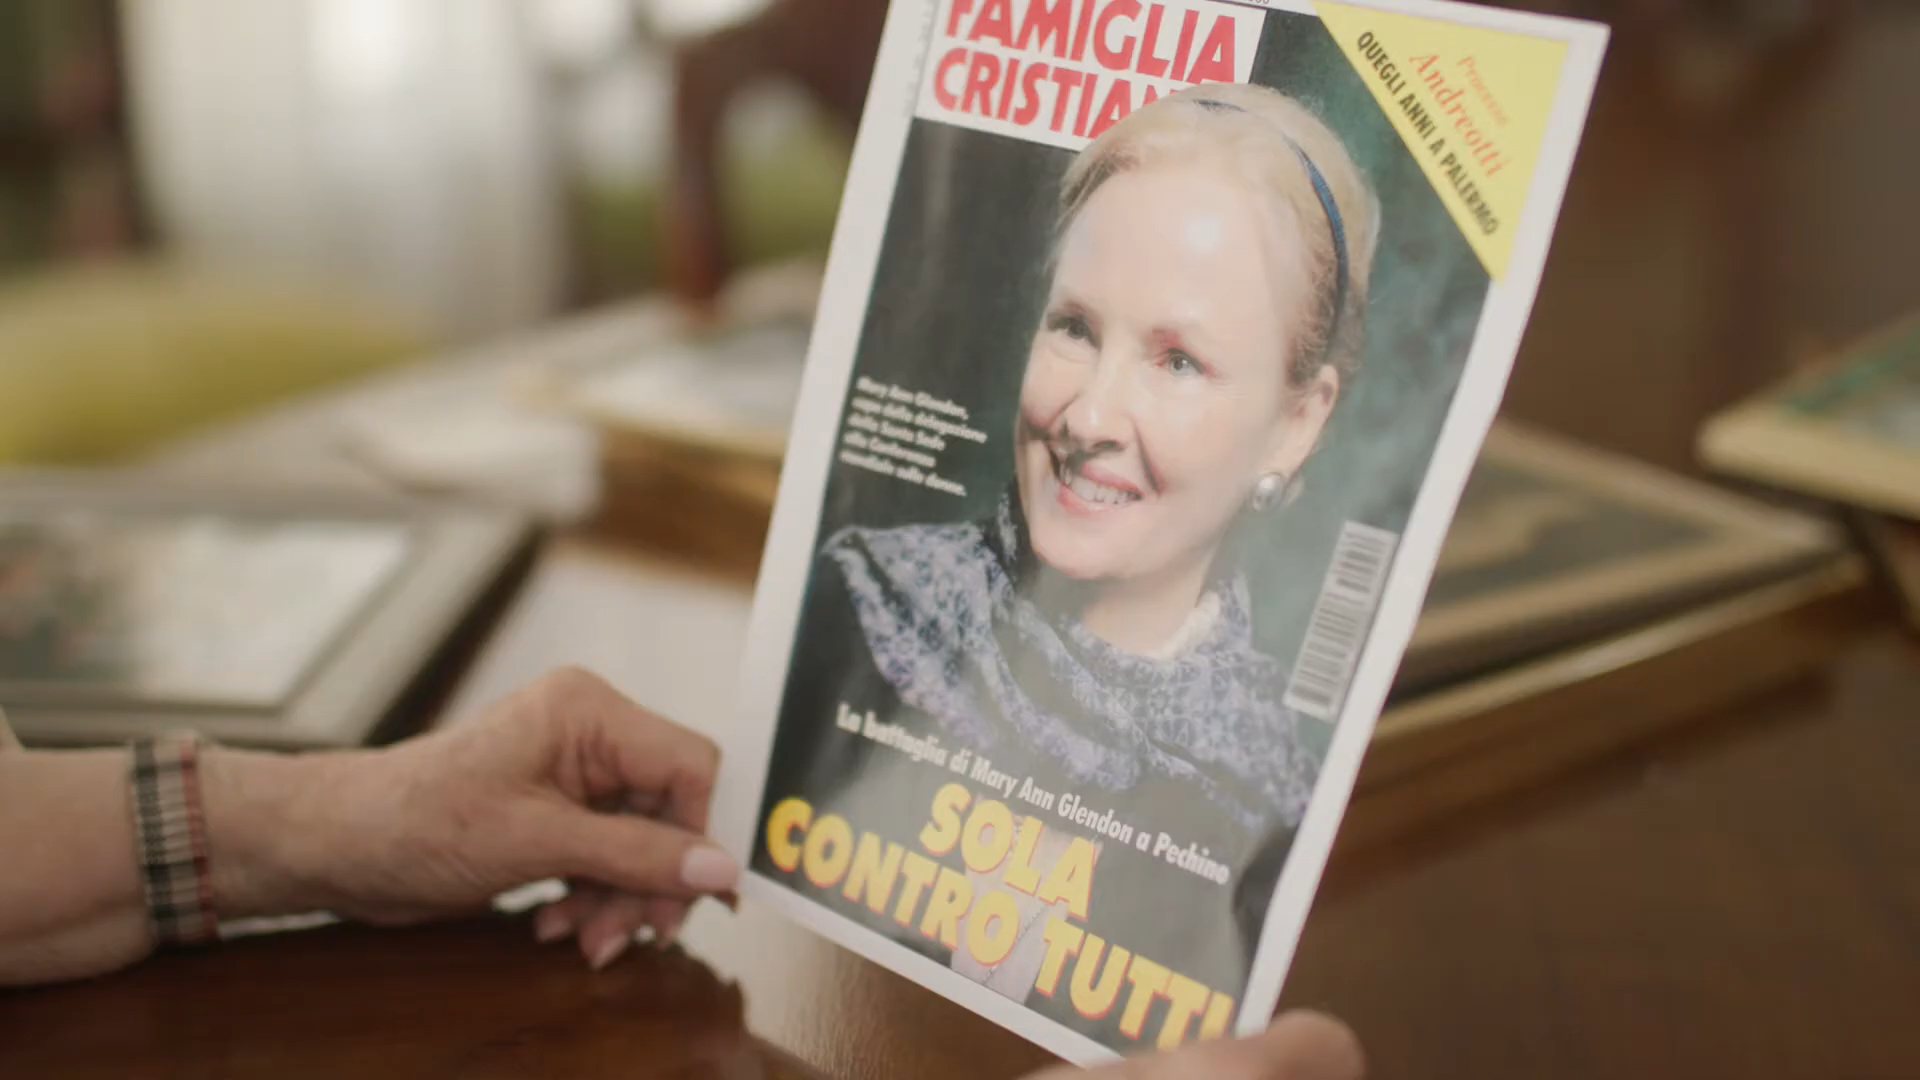 FAMIGLIA
CRISTIAN
Processo
Andreotti
QUEGLI ANNI A PALERMO
Mary Ann Glendon,
capo della delegazione
della Santa Sede
alla Conferenza
mondiale sulle donne.
La battaglia di Mary Ann Glendon a Pechino
SOLA
CONTRO TUTTI